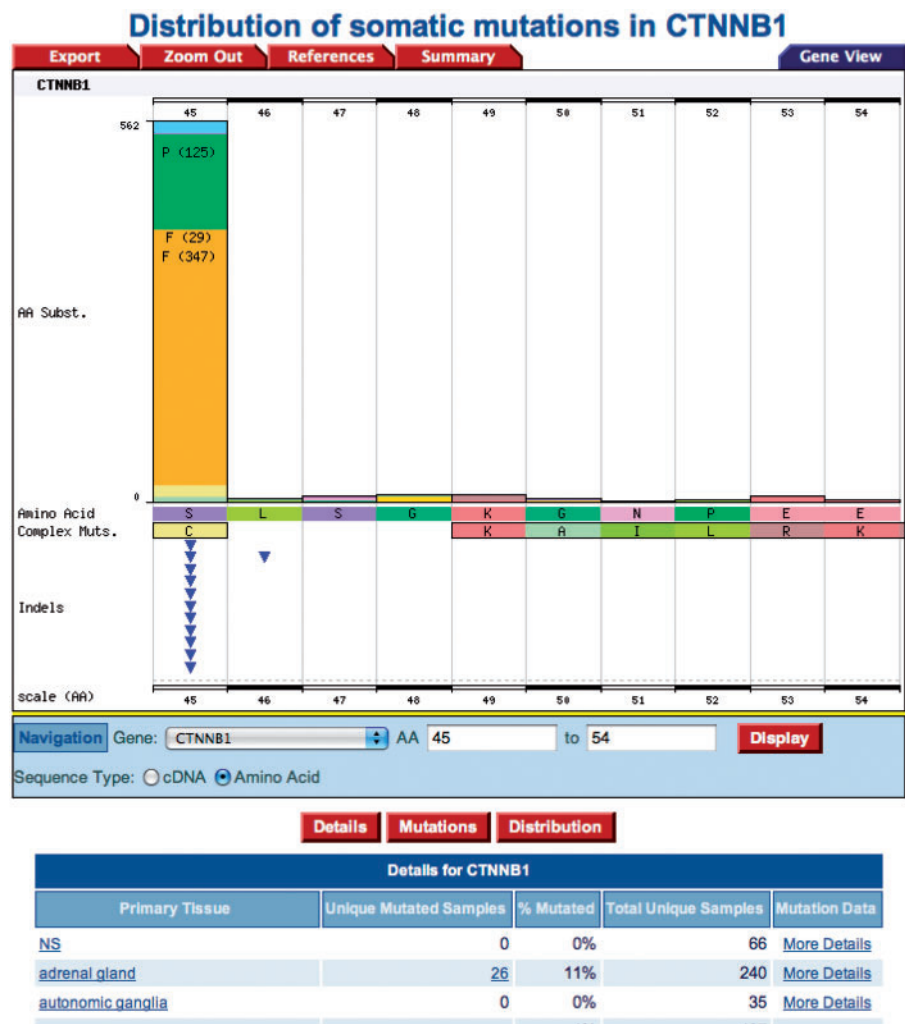 Distribution of somatic mutations in CTNNB1
Export Zoom Out References Summary Gene View
CTNNB1
45 46 47 48 49 50 51 52 53 54
562
P (125)
F (29)
F (347)
AA Subst.
0
Amino Acid S L S G K G N P E E
Complex Muts. C K A I L R K
Indels
scale (AA) 45 46 47 48 49 50 51 52 53 54
Navigation Gene: CTNNB1 AA 45 to 54 Display
Sequence Type: cDNA Amino Acid
Details Mutations Distribution
Details for CTNNB1
Primary Tissue Unique Mutated Samples % Mutated Total Unique Samples Mutation Data
NS 0 0% 66 More Details
adrenal gland 26 11% 240 More Details
autonomic ganglia 0 0% 35 More Details